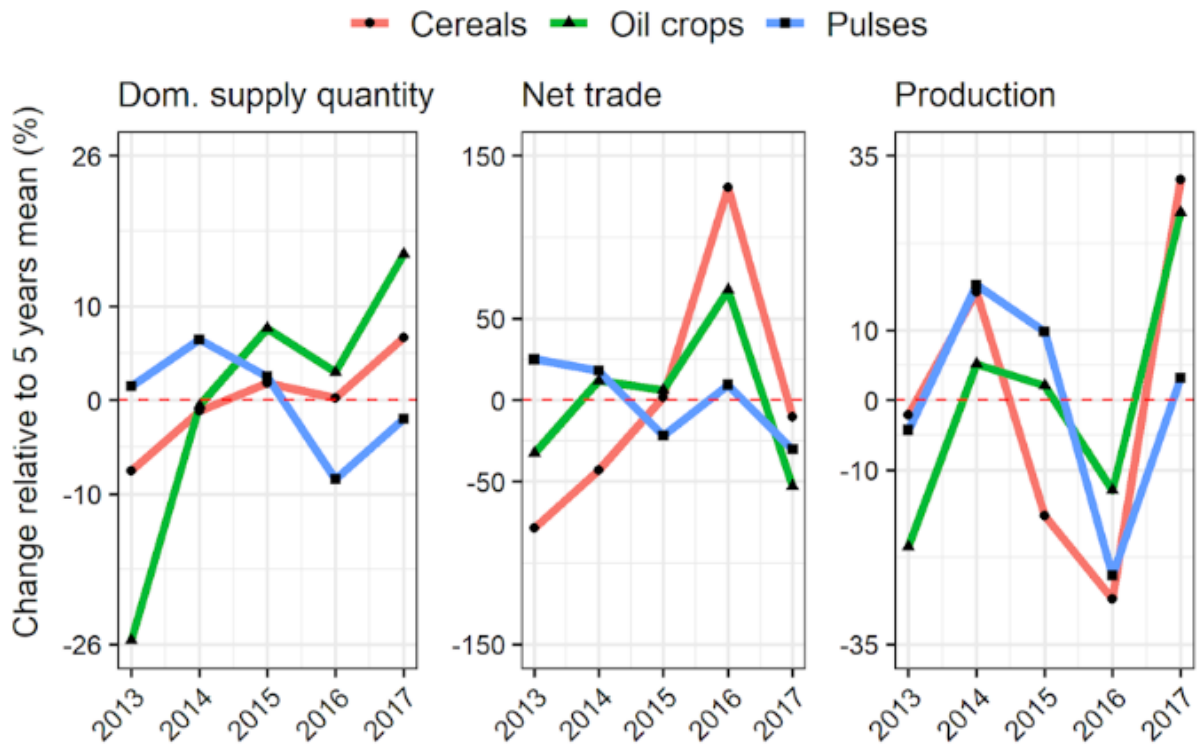 Cereals Oil crops Pulses
Dom. supply quantity Net trade Production
Change relative to 5 years mean (%)
26 150 35
10 50 10
0 0 0
-10 -50 -10
-26 -150 -35
2013 2014 2015 2016 2017 2013 2014 2015 2016 2017 2013 2014 2015 2016 2017